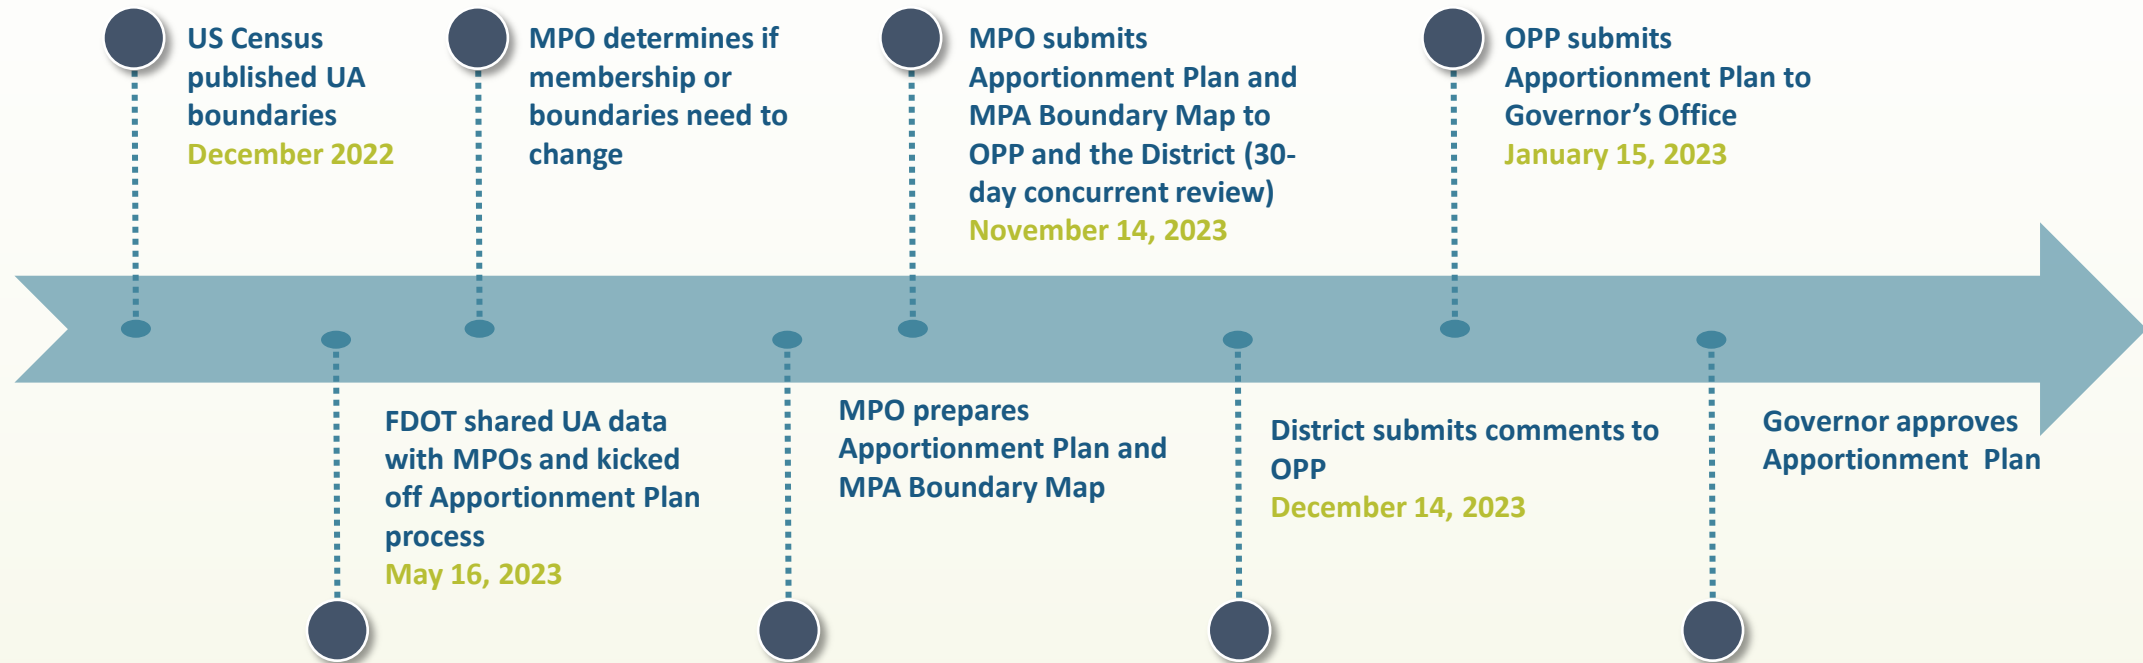 US Census
published UA
boundaries
December 2022
MPO determines if
membership or
boundaries need to
change
MPO submits
Apportionment Plan and
MPA Boundary Map to
OPP and the District (30-
day concurrent review)
November 14, 2023
OPP submits
Apportionment Plan to
Governor’s Office
January 15, 2023
FDOT shared UA data
with MPOs and kicked
off Apportionment Plan
process
May 16, 2023
MPO prepares
Apportionment Plan and
MPA Boundary Map
District submits comments to
OPP
December 14, 2023
Governor approves
Apportionment  Plan